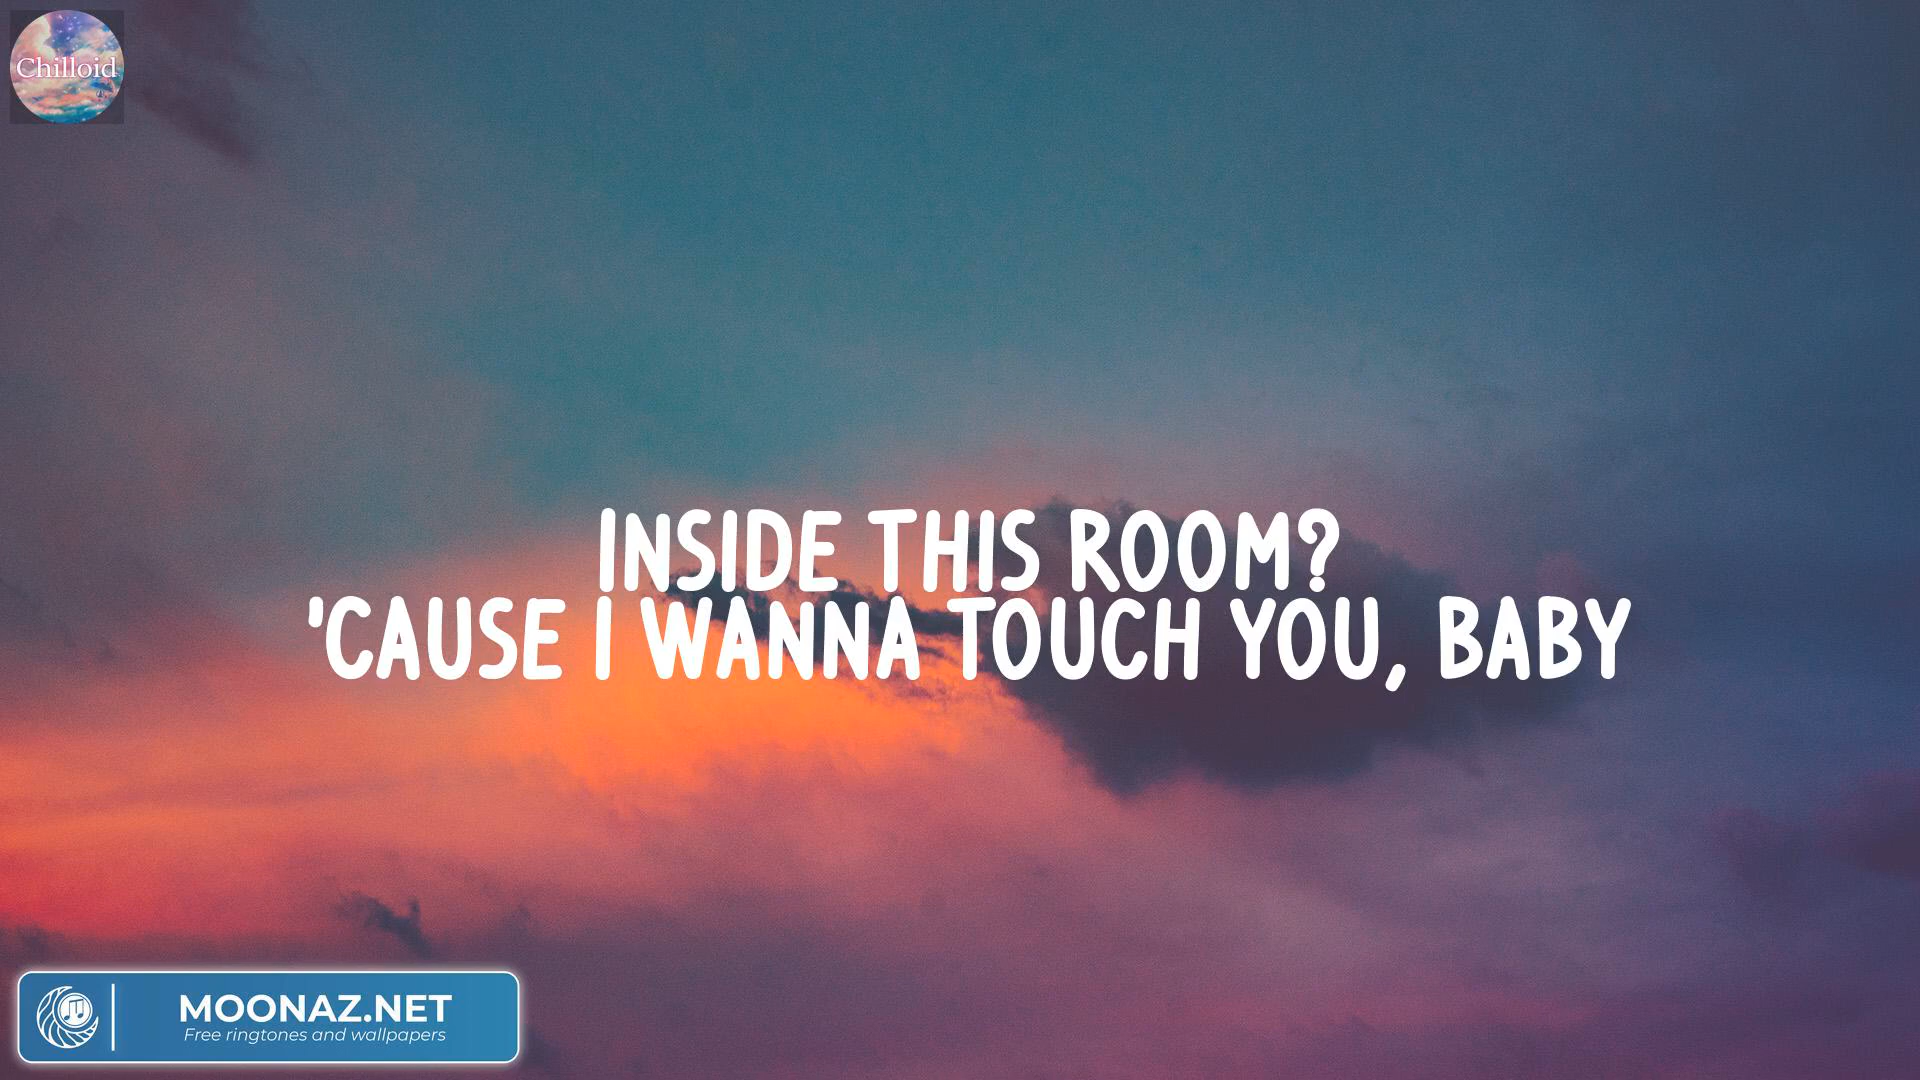 Chilloid
INSIDE THIS ROOM?
'CAUSE I WANNA TOUCH YOU, BABY
MOONAZ.NET
Free ringtones and wallpapers